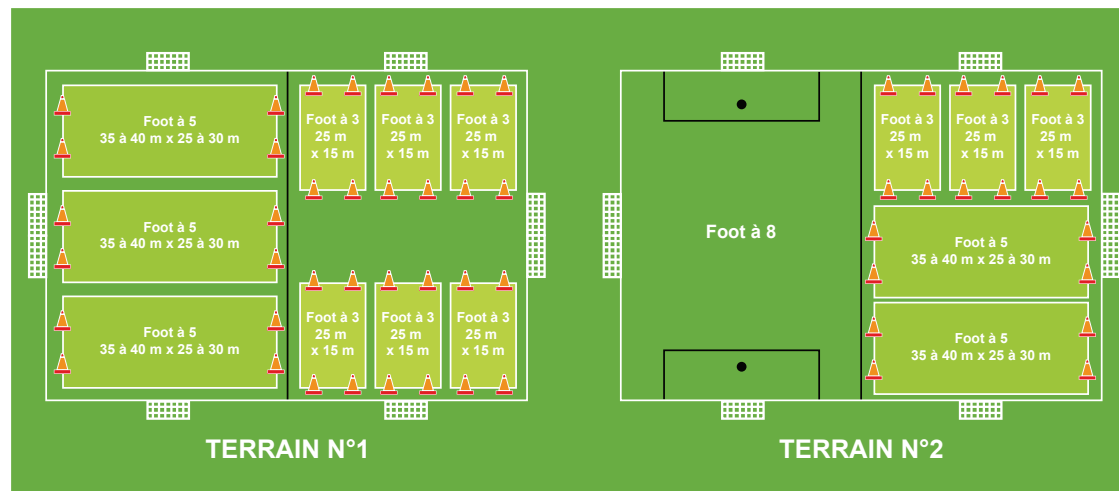 Foot à 5
35 à 40 m x 25 à 30 m
Foot à 5
35 à 40 m x 25 à 30 m
Foot à 5
35 à 40 m x 25 à 30 m
Foot à 3
25 m
x 15 m
Foot à 3
25 m
x 15 m
Foot à 3
25 m
x 15 m
Foot à 3
25 m
x 15 m
Foot à 3
25 m
x 15 m
Foot à 3
25 m
x 15 m
TERRAIN N°1
Foot à 8
Foot à 3
25 m
x 15 m
Foot à 3
25 m
x 15 m
Foot à 3
25 m
x 15 m
Foot à 5
35 à 40 m x 25 à 30 m
Foot à 5
35 à 40 m x 25 à 30 m
TERRAIN N°2